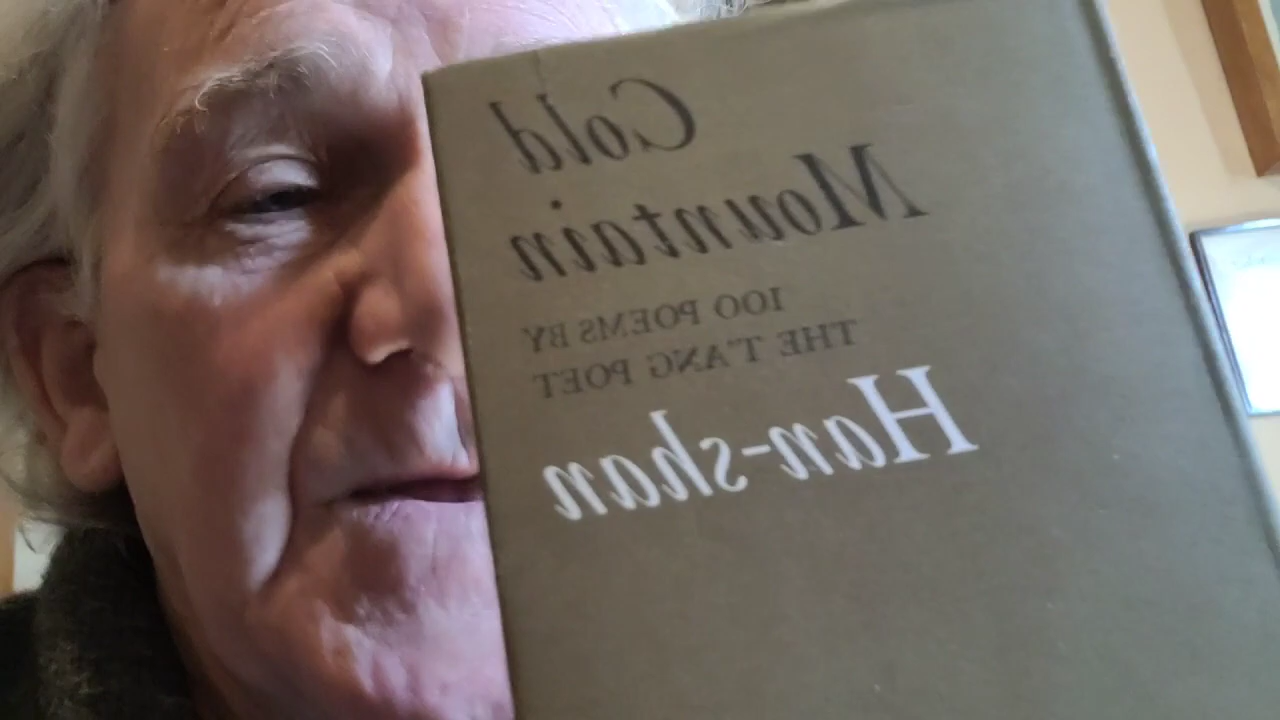 Cold
Mountain
100 POEMS BY
THE T'ANG POET
Han-shan